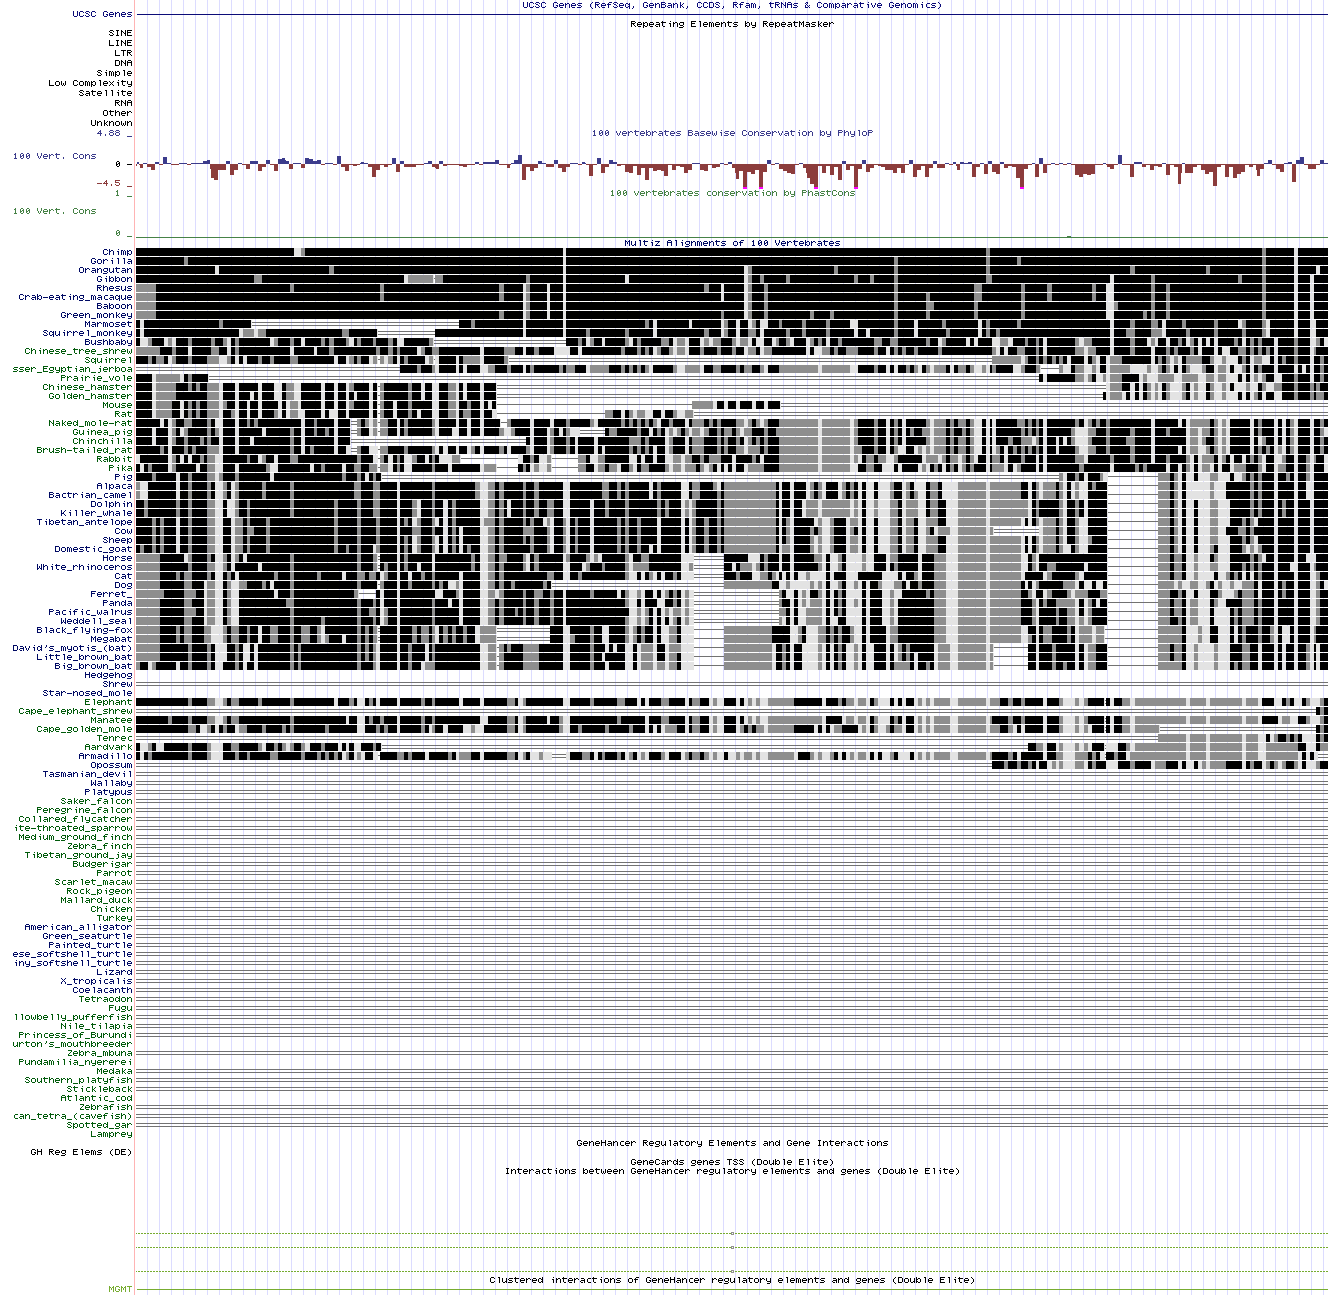 UCSC Genes (RefSeq, GenBank, CCDS, Rfam, tRNAs & Comparative Genomics)
UCSC Genes
Repeating Elements by RepeatMasker
SINE
LINE
LTR
DNA
Simple
Low Complexity
Satellite
RNA
Other
Unknown
4.88 _
100 vertebrates Basewise Conservation by PhyloP
100 Vert. Cons
0 _
-4.5 _
1 _
100 vertebrates conservation by PhastCons
100 Vert. Cons
0 _
Multiz Alignments of 100 Vertebrates
Chimp
Gorilla
Orangutan
Gibbon
Rhesus
Crab-eating_macaque
Baboon
Green_monkey
Marmoset
Squirrel_monkey
Bushbaby
Chinese_tree_shrew
Squirrel
sser_Egyptian_jerboa
Prairie_vole
Chinese_hamster
Golden_hamster
Mouse
Rat
Naked_mole-rat
Guinea_pig
Chinchilla
Brush-tailed_rat
Rabbit
Pika
Pig
Alpaca
Bactrian_camel
Dolphin
Killer_whale
Tibetan_antelope
Cow
Sheep
Domestic_goat
Horse
White_rhinoceros
Cat
Dog
Ferret_
Panda
Pacific_walrus
Weddell_seal
Black_flying-fox
Megabat
David's_myotis_(bat)
Little_brown_bat
Big_brown_bat
Hedgehog
Shrew
Star-nosed_mole
Elephant
Cape_elephant_shrew
Manatee
Cape_golden_mole
Tenrec
Aardvark
Armadillo
Opossum
Tasmanian_devil
Wallaby
Platypus
Saker_falcon
Peregrine_falcon
Collared_flycatcher
ite-throated_sparrow
Medium_ground_finch
Zebra_finch
Tibetan_ground_jay
Budgerigar
Parrot
Scarlet_macaw
Rock_pigeon
Mallard_duck
Chicken
Turkey
American_alligator
Green_seaturtle
Painted_turtle
ese_softshell_turtle
iny_softshell_turtle
Lizard
X_tropicalis
Coelacanth
Tetraodon
Fugu
llowbelly_pufferfish
Nile_tilapia
Princess_of_Burundi
urton's_mouthbreeder
Zebra_mbuna
Pundamilia_nyererei
Medaka
Southern_platyfish
Stickleback
Atlantic_cod
Zebrafish
can_tetra_(cavefish)
Spotted_gar
Lamprey
GeneHancer Regulatory Elements and Gene Interactions
GH Reg Elems (DE)
GeneCards genes TSS (Double Elite)
Interactions between GeneHancer regulatory elements and genes (Double Elite)
Clustered interactions of GeneHancer regulatory elements and genes (Double Elite)
MGMT